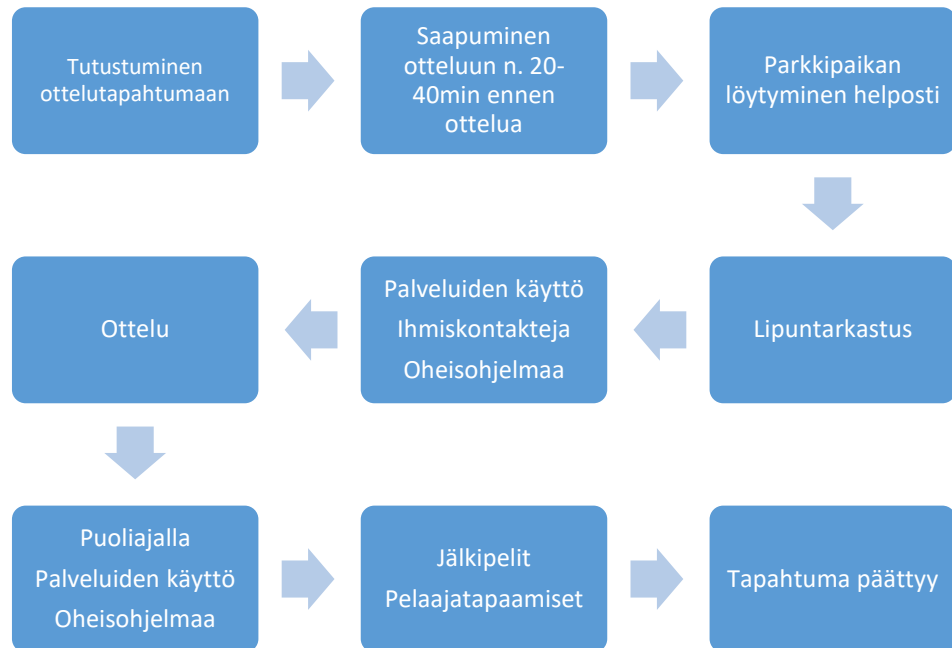 Tutustuminen
ottelutapahtumaan
Saapuminen
otteluun n. 20-
40min ennen
ottelua
Parkkipaikan
löytyminen helposti
Lipuntarkastus
Palveluiden käyttö
Ihmiskontakteja
Oheisohjelmaa
Ottelu
Puoliajalla
Palveluiden käyttö
Oheisohjelmaa
Jälkipelit
Pelaajatapaamiset
Tapahtuma päättyy